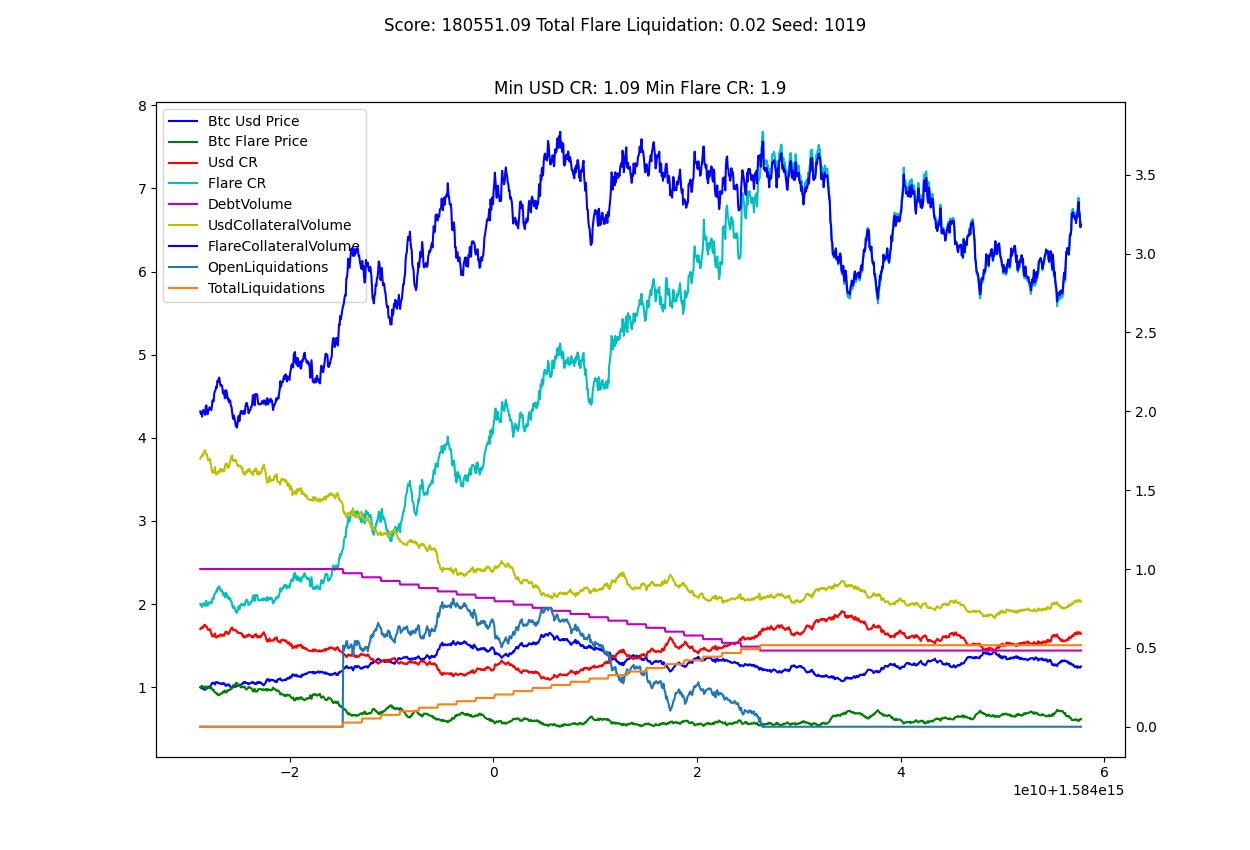 Score: 180551.09 Total Flare Liquidation: 0.02 Seed: 1019
Min USD CR: 1.09 Min Flare CR: 1.9
Btc Usd Price
Btc Flare Price
Usd CR
Flare CR
DebtVolume
UsdCollateralVolume
FlareCollateralVolume
OpenLiquidations
TotalLiquidations
8
7
6
5
4
3
2
1
3.5
3.0
2.5
2.0
1.5
1.0
0.5
0.0
−2 0 2 4 6
1e10+1.584e15